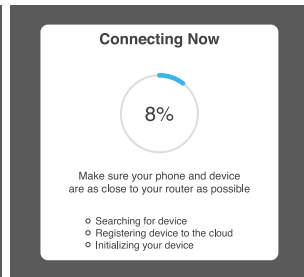 Connecting Now
8%
Make sure your phone and device
are as close to your router as possible
Searching for device
Registering device to the cloud
Initializing your device